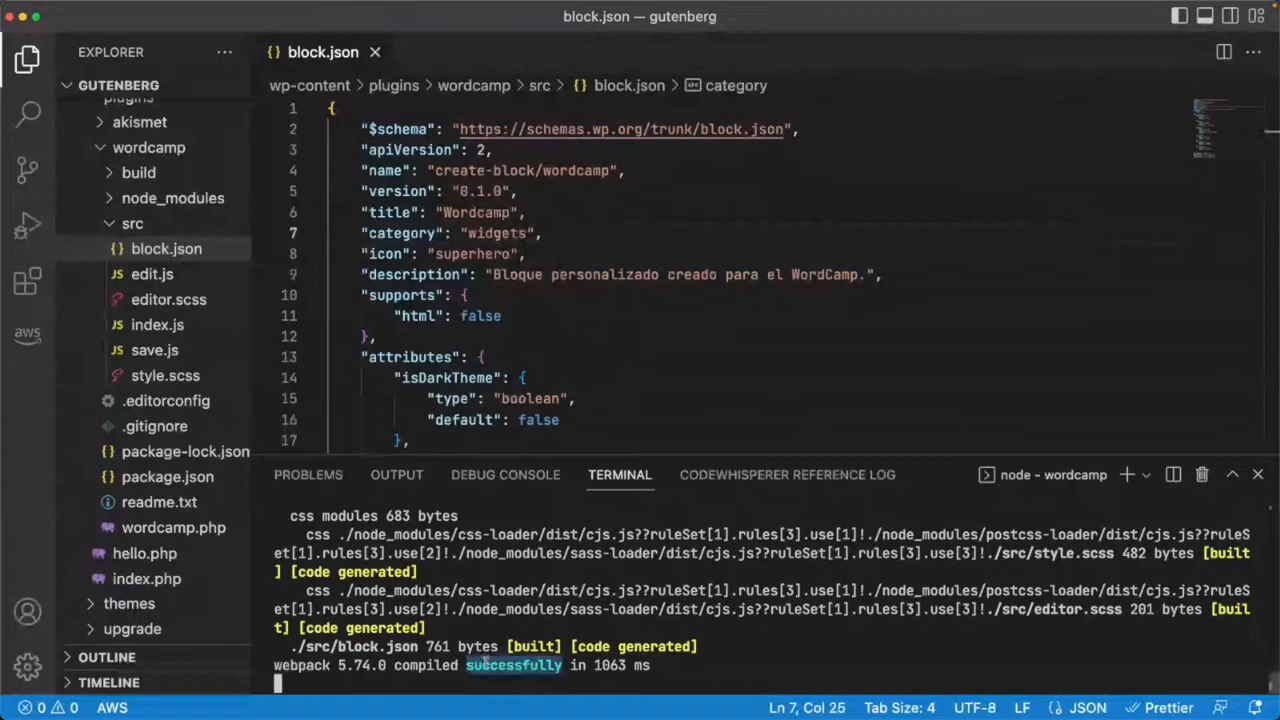 block.json — gutenberg
EXPLORER
GUTENBERG
plugins
akismet
wordcamp
build
node_modules
src
{} block.json
JS edit.js
editor.scss
JS index.js
JS save.js
style.scss
.editorconfig
.gitignore
{} package-lock.json
{} package.json
readme.txt
wordcamp.php
hello.php
index.php
themes
upgrade
OUTLINE
TIMELINE
aws
{} block.json
wp-content > plugins > wordcamp > src > {} block.json > abc category
1 {
2 "$schema": "https://schemas.wp.org/trunk/block.json",
3 "apiVersion": 2,
4 "name": "create-block/wordcamp",
5 "version": "0.1.0",
6 "title": "Wordcamp",
7 "category": "widgets",
8 "icon": "superhero",
9 "description": "Bloque personalizado creado para el WordCamp.",
10 "supports": {
11 "html": false
12 },
13 "attributes": {
14 "isDarkTheme": {
15 "type": "boolean",
16 "default": false
17 },
PROBLEMS OUTPUT DEBUG CONSOLE TERMINAL CODEWHISPERER REFERENCE LOG node - wordcamp
css modules 683 bytes
css ./node_modules/css-loader/dist/cjs.js??ruleSet[1].rules[3].use[1]!./node_modules/postcss-loader/dist/cjs.js??ruleS
et[1].rules[3].use[2]!./node_modules/sass-loader/dist/cjs.js??ruleSet[1].rules[3].use[3]!./src/style.scss 482 bytes [built
] [code generated]
css ./node_modules/css-loader/dist/cjs.js??ruleSet[1].rules[3].use[1]!./node_modules/postcss-loader/dist/cjs.js??ruleS
et[1].rules[3].use[2]!./node_modules/sass-loader/dist/cjs.js??ruleSet[1].rules[3].use[3]!./src/editor.scss 201 bytes [buil
t] [code generated]
./src/block.json 761 bytes [built] [code generated]
webpack 5.74.0 compiled successfully in 1063 ms
0 0 AWS Ln 7, Col 25 Tab Size: 4 UTF-8 LF {} JSON Prettier